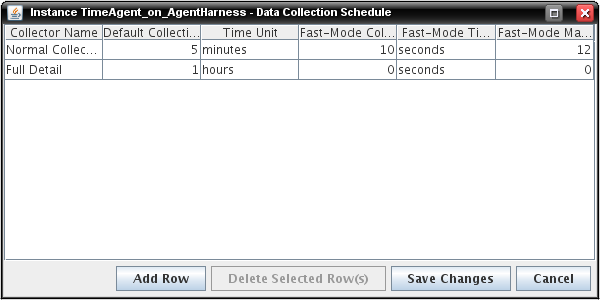 Instance TimeAgent_on_AgentHarness - Data Collection Schedule
Collector Name Default Collecti... Time Unit Fast-Mode Col... Fast-Mode Ti... Fast-Mode Ma...
Normal Collec... 5 minutes 10 seconds 12
Full Detail 1 hours 0 seconds 0
Add Row Delete Selected Row(s) Save Changes Cancel